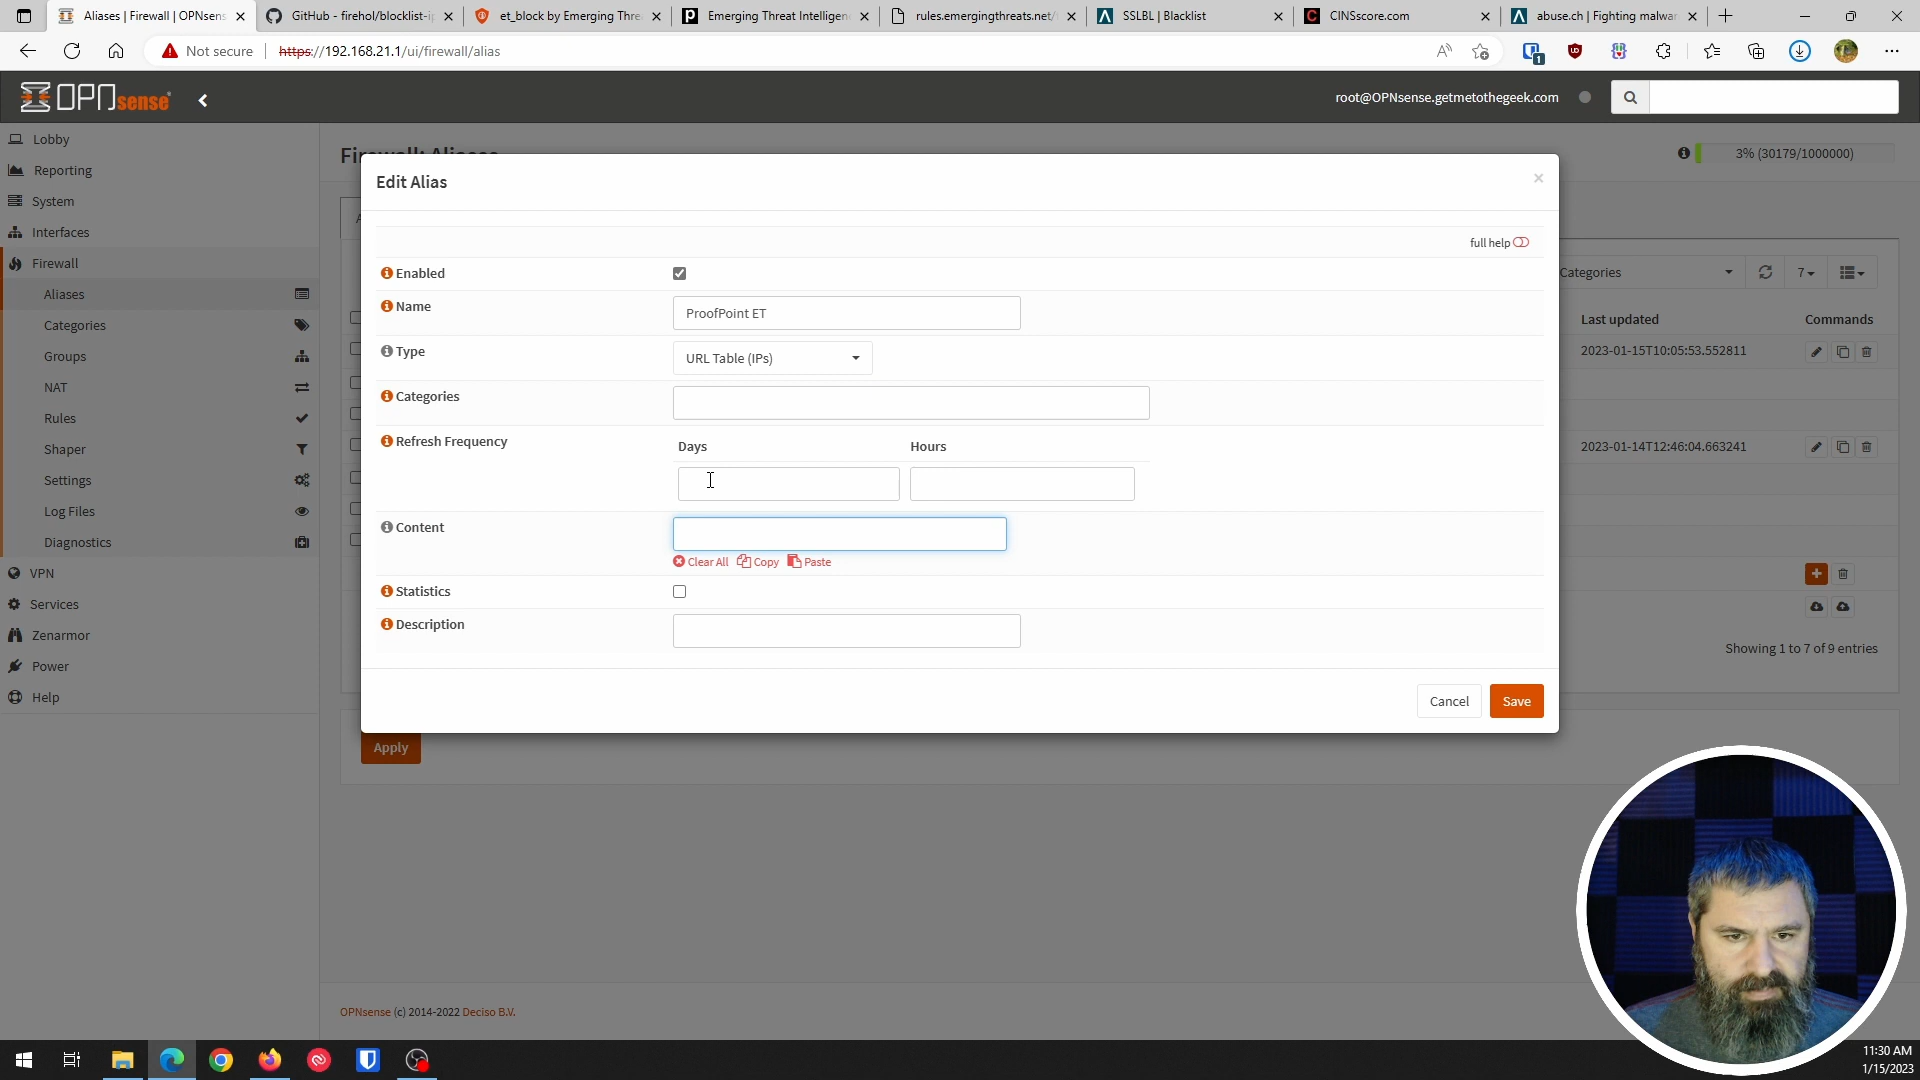 Aliases | Firewall | OPNsens
GitHub - firehol/blocklist-ip
et_block by Emerging Thre
Emerging Threat Intelligen
rules.emergingthreats.net/
SSLBL | Blacklist
CINSscore.com
abuse.ch | Fighting malwar
Not secure
https://192.168.21.1/ui/firewall/alias
1
OPNsense
root@OPNsense.getmetothegeek.com
Lobby
Reporting
System
Interfaces
Firewall
Aliases
Categories
Groups
NAT
Rules
Shaper
Settings
Log Files
Diagnostics
VPN
Services
Zenarmor
Power
Help
Firewall: Aliases
3% (30179/1000000)
Edit Alias
full help
Enabled
Name
ProofPoint ET
Type
URL Table (IPs)
Categories
Refresh Frequency
Days
Hours
Content
Clear All
Copy
Paste
Statistics
Description
Cancel
Save
Categories
7
Last updated
Commands
2023-01-15T10:05:53.552811
2023-01-14T12:46:04.663241
Showing 1 to 7 of 9 entries
Apply
OPNsense (c) 2014-2022 Deciso B.V.
11:30 AM
1/15/2023